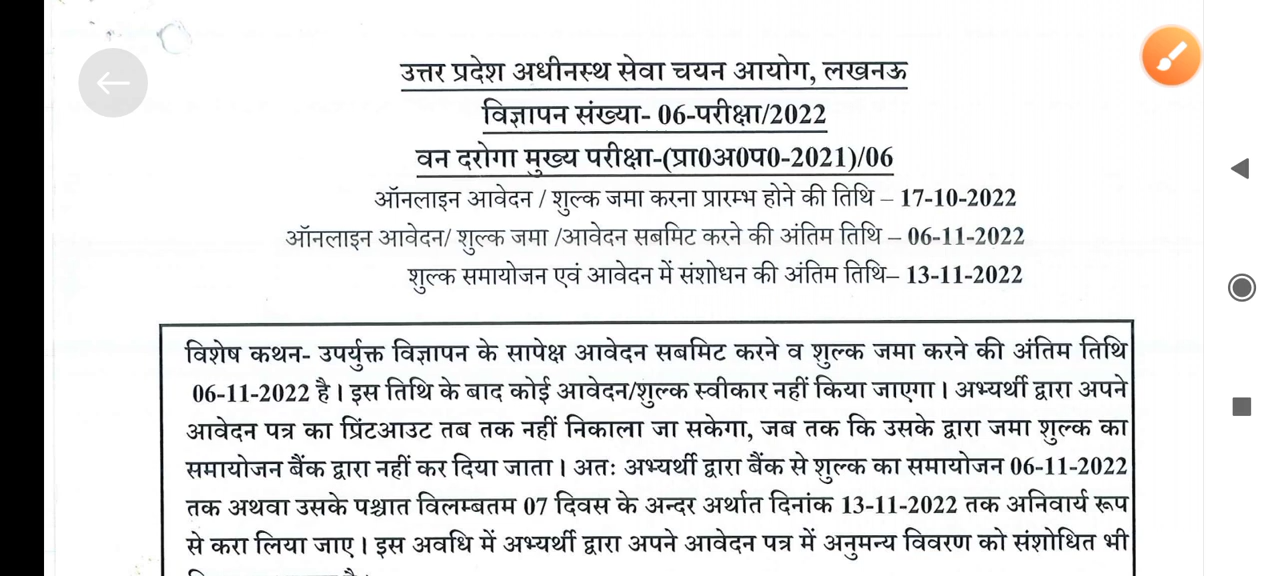 उत्तर प्रदेश अधीनस्थ सेवा चयन आयोग, लखनऊ
विज्ञापन संख्या- 06-परीक्षा/2022
वन दरोगा मुख्य परीक्षा-(प्रा0अ0प0-2021)/06
ऑनलाइन आवेदन / शुल्क जमा करना प्रारम्भ होने की तिथि – 17-10-2022
ऑनलाइन आवेदन/ शुल्क जमा /आवेदन सबमिट करने की अंतिम तिथि – 06-11-2022
शुल्क समायोजन एवं आवेदन में संशोधन की अंतिम तिथि– 13-11-2022
विशेष कथन- उपर्युक्त विज्ञापन के सापेक्ष आवेदन सबमिट करने व शुल्क जमा करने की अंतिम तिथि
06-11-2022 है। इस तिथि के बाद कोई आवेदन/शुल्क स्वीकार नहीं किया जाएगा। अभ्यर्थी द्वारा अपने
आवेदन पत्र का प्रिंटआउट तब तक नहीं निकाला जा सकेगा, जब तक कि उसके द्वारा जमा शुल्क का
समायोजन बैंक द्वारा नहीं कर दिया जाता। अतः अभ्यर्थी द्वारा बैंक से शुल्क का समायोजन 06-11-2022
तक अथवा उसके पश्चात विलम्बतम 07 दिवस के अन्दर अर्थात दिनांक 13-11-2022 तक अनिवार्य रूप
से करा लिया जाए। इस अवधि में अभ्यर्थी द्वारा अपने आवेदन पत्र में अनुमन्य विवरण को संशोधित भी